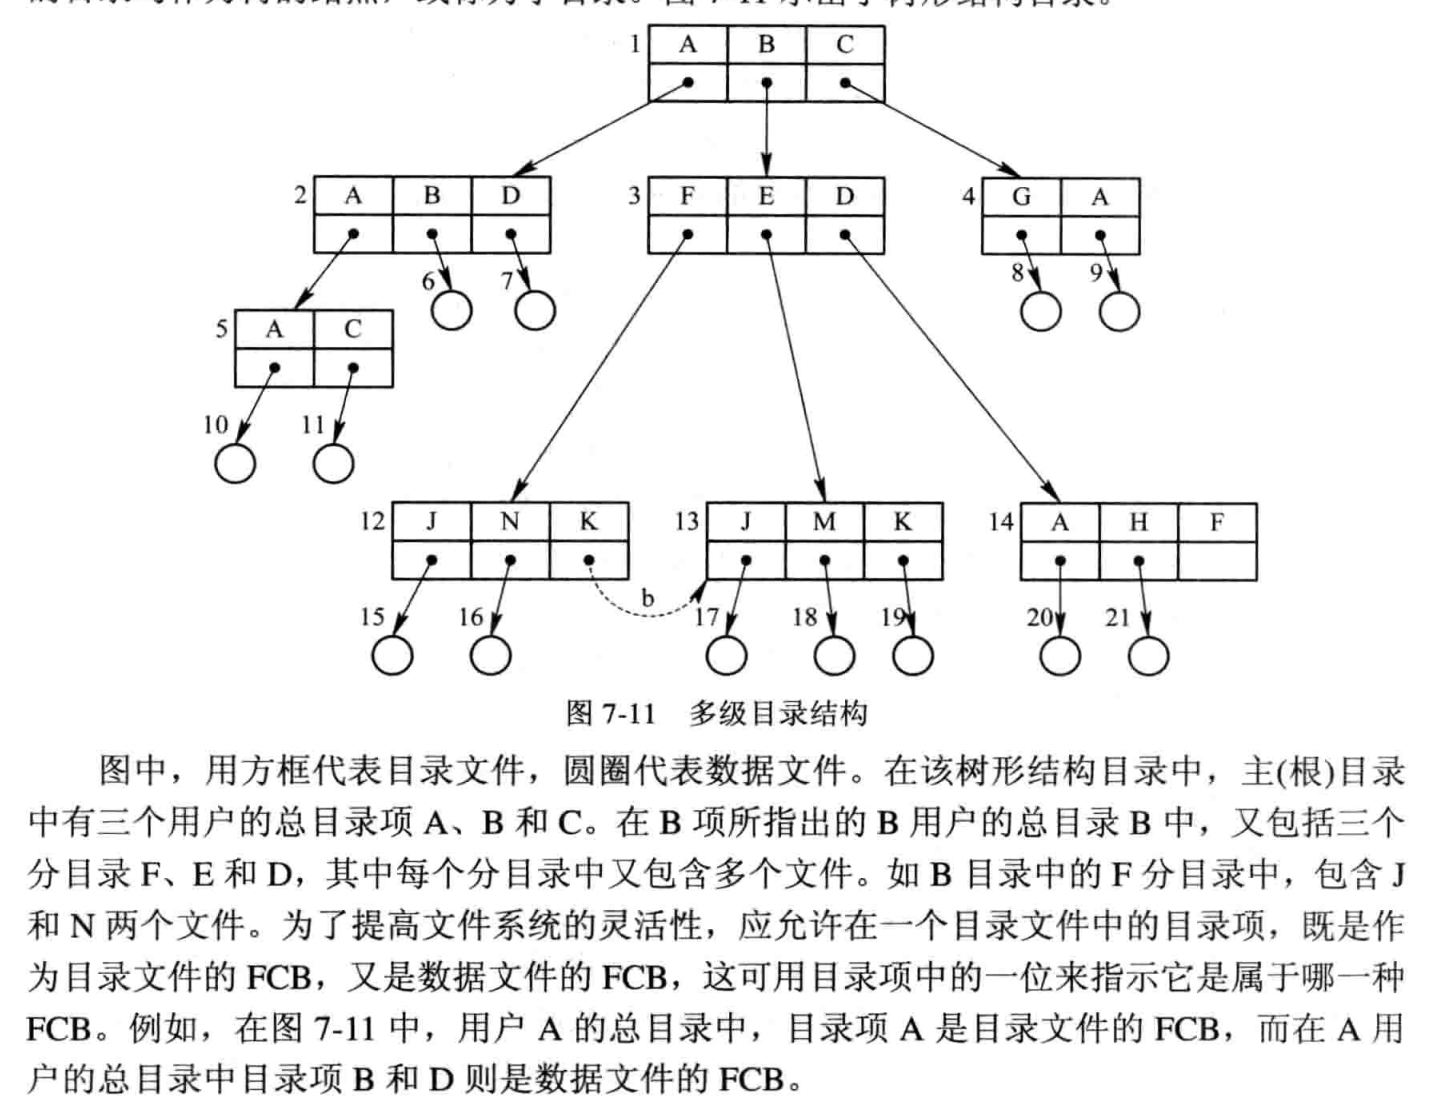 图 7-11 示出了树形结构目录。
1 A B C
2 A B D
3 F E D
4 G A
6 7
8 9
5 A C
10 11
12 J N K
13 J M K
14 A H F
b
15 16 17 18 19 20 21
图 7-11 多级目录结构
图中，用方框代表目录文件，圆圈代表数据文件。在该树形结构目录中，主(根)目录
中有三个用户的总目录项 A、B 和 C。在 B 项所指出的 B 用户的总目录 B 中，又包括三个
分目录 F、E 和 D，其中每个分目录中又包含多个文件。如 B 目录中的 F 分目录中，包含 J
和 N 两个文件。为了提高文件系统的灵活性，应允许在一个目录文件中的目录项，既是作
为目录文件的 FCB，又是数据文件的 FCB，这可用目录项中的一位来指示它是属于哪一种
FCB。例如，在图 7-11 中，用户 A 的总目录中，目录项 A 是目录文件的 FCB，而在 A 用
户的总目录中目录项 B 和 D 则是数据文件的 FCB。